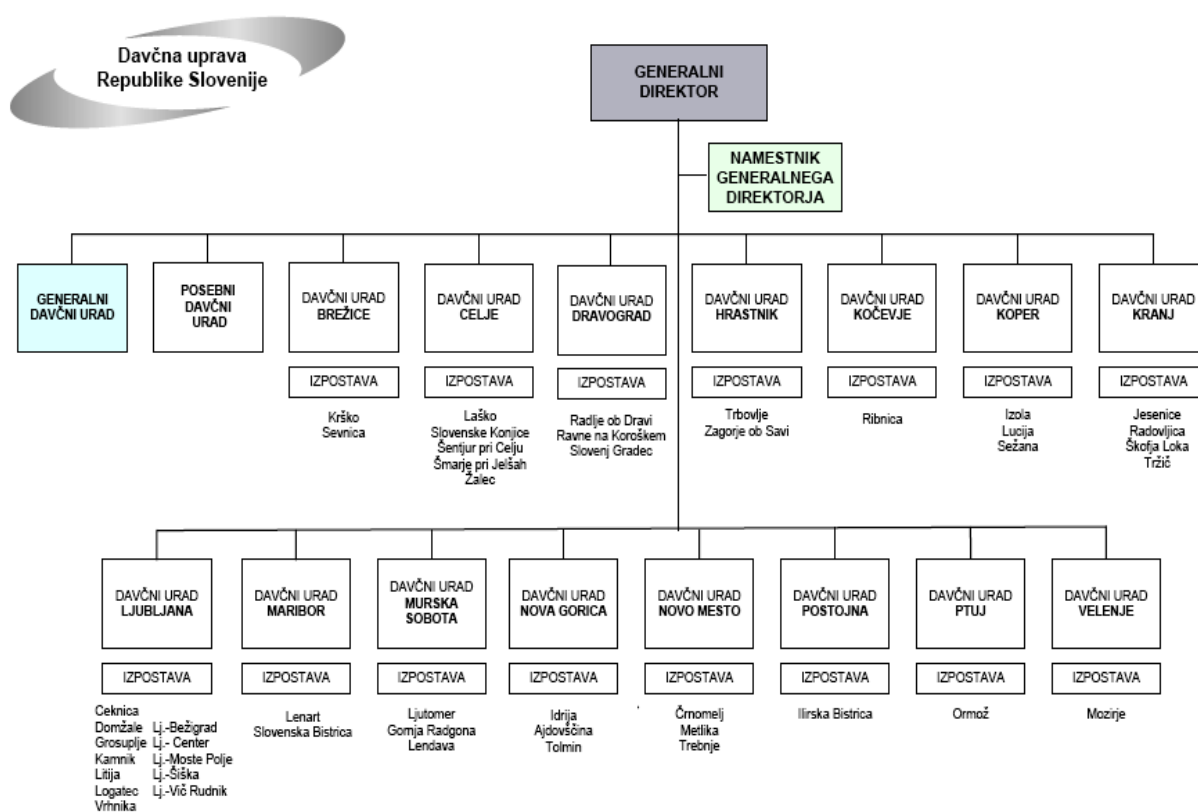 Davčna uprava
Republike Slovenije
GENERALNI
DIREKTOR
NAMESTNIK
GENERALNEGA
DIREKTORJA
GENERALNI
DAVČNI URAD
POSEBNI
DAVČNI
URAD
DAVČNI URAD
BREŽICE
DAVČNI URAD
CELJE
DAVČNI URAD
DRAVOGRAD
DAVČNI URAD
HRASTNIK
DAVČNI URAD
KOČEVJE
DAVČNI URAD
KOPER
DAVČNI URAD
KRANJ
IZPOSTAVA
IZPOSTAVA
IZPOSTAVA
IZPOSTAVA
IZPOSTAVA
IZPOSTAVA
IZPOSTAVA
Krško
Sevnica
Laško
Slovenske Konjice
Šentjur pri Celju
Šmarje pri Jelšah
Žalec
Radlje ob Dravi
Ravne na Koroškem
Slovenj Gradec
Trbovlje
Zagorje ob Savi
Ribnica
Izola
Lucija
Sežana
Jesenice
Radovljica
Škofja Loka
Tržič
DAVČNI URAD
LJUBLJANA
DAVČNI URAD
MARIBOR
DAVČNI URAD
MURSKA
SOBOTA
DAVČNI URAD
NOVA GORICA
DAVČNI URAD
NOVO MESTO
DAVČNI URAD
POSTOJNA
DAVČNI URAD
PTUJ
DAVČNI URAD
VELENJE
IZPOSTAVA
IZPOSTAVA
IZPOSTAVA
IZPOSTAVA
IZPOSTAVA
IZPOSTAVA
IZPOSTAVA
IZPOSTAVA
Ceknica
Domžale Lj.-Bežigrad
Grosuplje Lj.- Center
Kamnik Lj.-Moste Polje
Litija Lj.-Šiška
Logatec Lj.-Vič Rudnik
Vrhnika
Lenart
Slovenska Bistrica
Ljutomer
Gornja Radgona
Lendava
Idrija
Ajdovščina
Tolmin
Črnomelj
Metlika
Trebnje
Ilirska Bistrica
Ormož
Mozirje